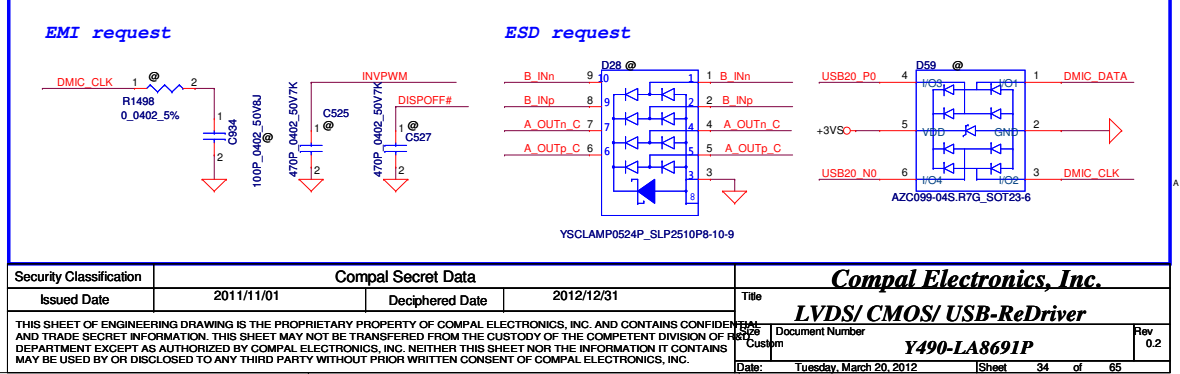 EMI request
ESD request
DMIC_CLK 1 @ 2
R1498
0_0402_5%
1
C934
2
100P_0402_50V8J
@
INVPWM
470P_0402_50V7K
C525
1 @
2
DISPOFF#
470P_0402_50V7K
1 @
C527
2
D28 @
B_INn 9 10 1 1 B_INn
B_INp 8 9 2 2 B_INp
A_OUTn_C 7 7 4 4 A_OUTn_C
A_OUTp_C 6 6 5 5 A_OUTp_C
3 3
8
YSCLAMP0524P_SLP2510P8-10-9
D59 @
USB20_P0 4 I/O3 I/O1 1 DMIC_DATA
+3VS 5 VDD GND 2
USB20_N0 6 I/O4 I/O2 3 DMIC_CLK
AZC099-04S.R7G_SOT23-6
A
Security Classification
Compal Secret Data
Compal Electronics, Inc.
Issued Date
2011/11/01
Deciphered Date
2012/12/31
Title
LVDS/ CMOS/ USB-ReDriver
THIS SHEET OF ENGINEERING DRAWING IS THE PROPRIETARY PROPERTY OF COMPAL ELECTRONICS, INC. AND CONTAINS CONFIDENTIAL
AND TRADE SECRET INFORMATION. THIS SHEET MAY NOT BE TRANSFERED FROM THE CUSTODY OF THE COMPETENT DIVISION OF R&D
DEPARTMENT EXCEPT AS AUTHORIZED BY COMPAL ELECTRONICS, INC. NEITHER THIS SHEET NOR THE INFORMATION IT CONTAINS
MAY BE USED BY OR DISCLOSED TO ANY THIRD PARTY WITHOUT PRIOR WRITTEN CONSENT OF COMPAL ELECTRONICS, INC.
Size
Custom
Document Number
Y490-LA8691P
Rev
0.2
Date: Tuesday, March 20, 2012 Sheet 34 of 65